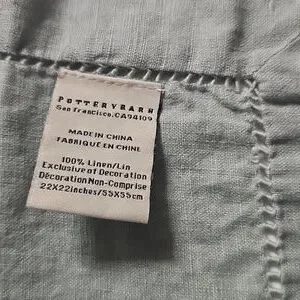 POTTERYBARN
San Francisco,CA94109
MADE IN CHINA
FABRIQUE EN CHINE
100% Linen/Lin
Exclusive of Decoration
Décoration Non-Comprise
22X22inches/55X55cm